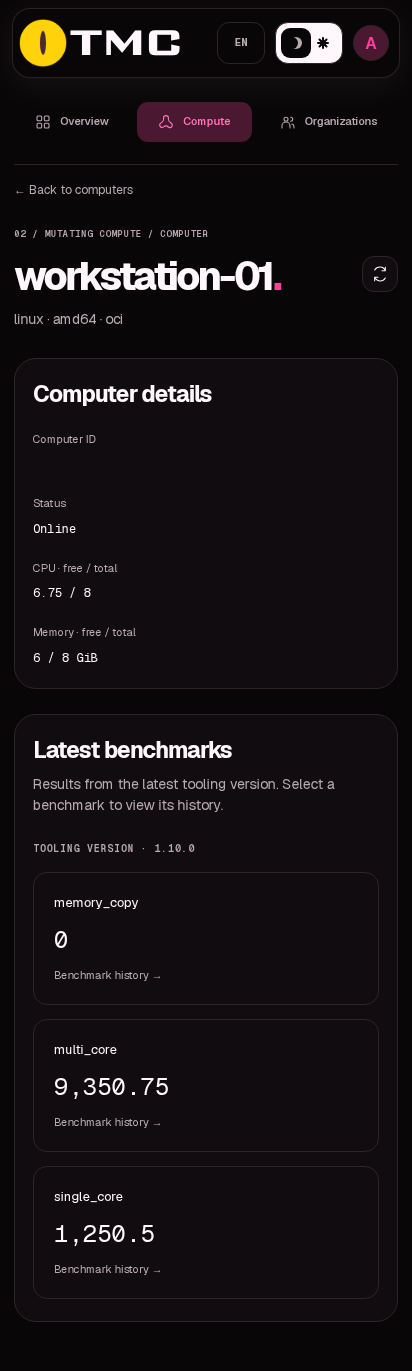 TMC
EN
A
Overview
Compute
Organizations
← Back to computers
02 / MUTATING COMPUTE / COMPUTER
workstation-01.
linux · amd64 · oci
Computer details
Computer ID
Status
Online
CPU · free / total
6.75 / 8
Memory · free / total
6 / 8 GiB
Latest benchmarks
Results from the latest tooling version. Select a
benchmark to view its history.
TOOLING VERSION · 1.10.0
memory_copy
0
Benchmark history →
multi_core
9,350.75
Benchmark history →
single_core
1,250.5
Benchmark history →